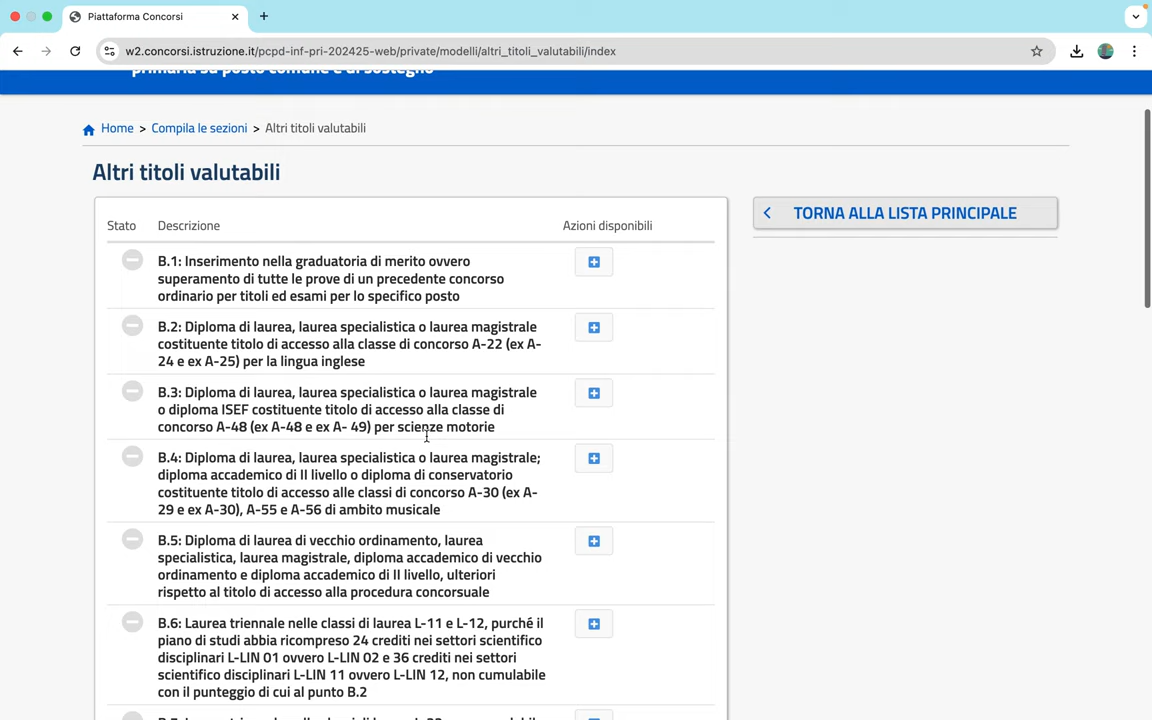 Piattaforma Concorsi
w2.concorsi.istruzione.it/pcpd-inf-pri-202425-web/private/modelli/altri_titoli_valutabili/index
primaria su posto comune e di sostegno
Home > Compila le sezioni > Altri titoli valutabili
Altri titoli valutabili
TORNA ALLA LISTA PRINCIPALE
Stato Descrizione Azioni disponibili
B.1: Inserimento nella graduatoria di merito ovvero
superamento di tutte le prove di un precedente concorso
ordinario per titoli ed esami per lo specifico posto
B.2: Diploma di laurea, laurea specialistica o laurea magistrale
costituente titolo di accesso alla classe di concorso A-22 (ex A-
24 e ex A-25) per la lingua inglese
B.3: Diploma di laurea, laurea specialistica o laurea magistrale
o diploma ISEF costituente titolo di accesso alla classe di
concorso A-48 (ex A-48 e ex A- 49) per scienze motorie
B.4: Diploma di laurea, laurea specialistica o laurea magistrale;
diploma accademico di II livello o diploma di conservatorio
costituente titolo di accesso alle classi di concorso A-30 (ex A-
29 e ex A-30), A-55 e A-56 di ambito musicale
B.5: Diploma di laurea di vecchio ordinamento, laurea
specialistica, laurea magistrale, diploma accademico di vecchio
ordinamento e diploma accademico di II livello, ulteriori
rispetto al titolo di accesso alla procedura concorsuale
B.6: Laurea triennale nelle classi di laurea L-11 e L-12, purché il
piano di studi abbia ricompreso 24 crediti nei settori scientifico
disciplinari L-LIN 01 ovvero L-LIN 02 e 36 crediti nei settori
scientifico disciplinari L-LIN 11 ovvero L-LIN 12, non cumulabile
con il punteggio di cui al punto B.2